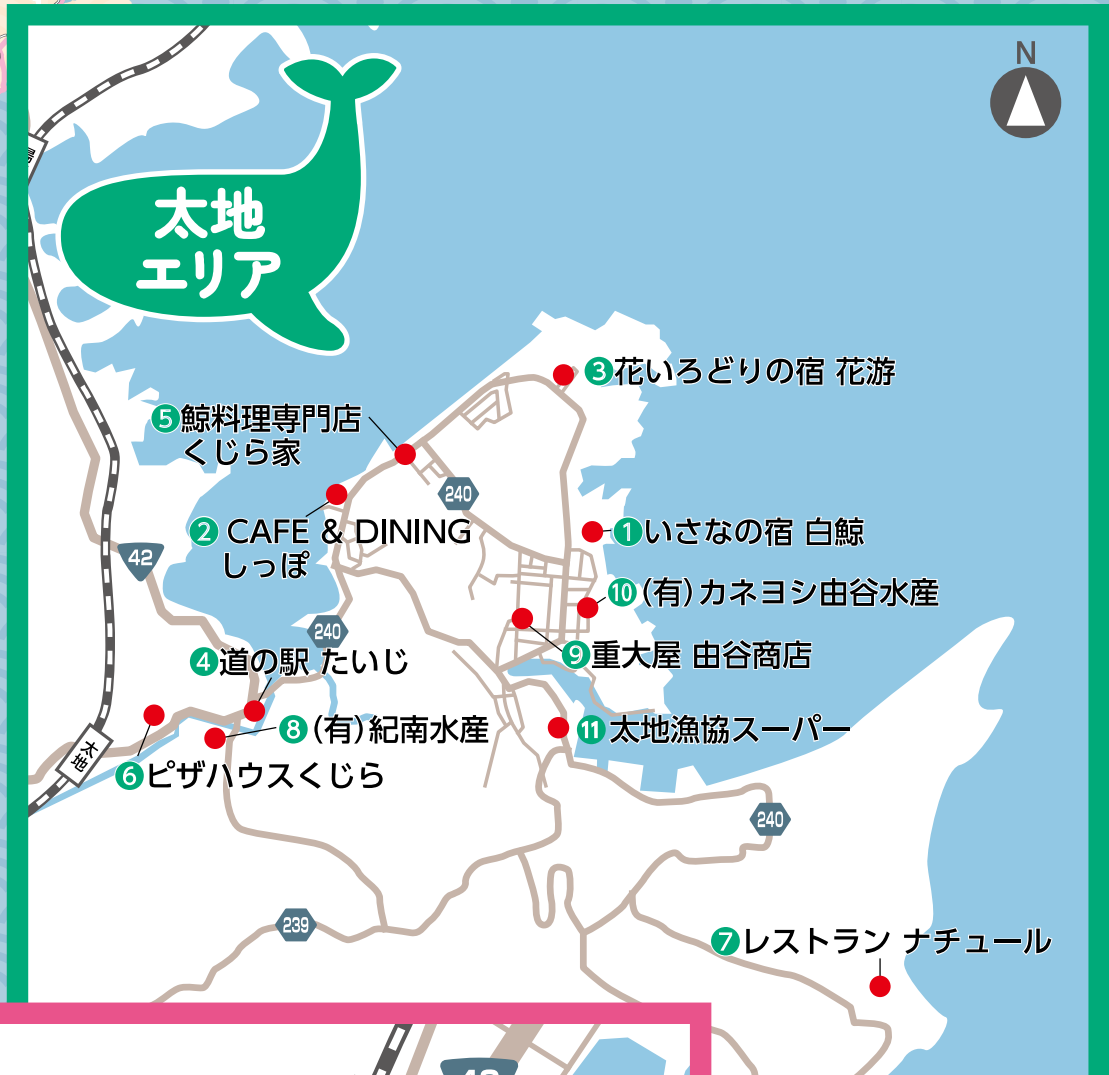 N
太地
エリア
❸花いろどりの宿 花游
❺鯨料理専門店
くじら家
240
❷ CAFE & DINING
しっぽ
❶いさなの宿 白鯨
42
❿(有)カネヨシ由谷水産
240
❹道の駅 たいじ
❾重大屋 由谷商店
❽(有)紀南水産
⓫太地漁協スーパー
太地
❻ピザハウスくじら
240
239
❼レストラン ナチュール